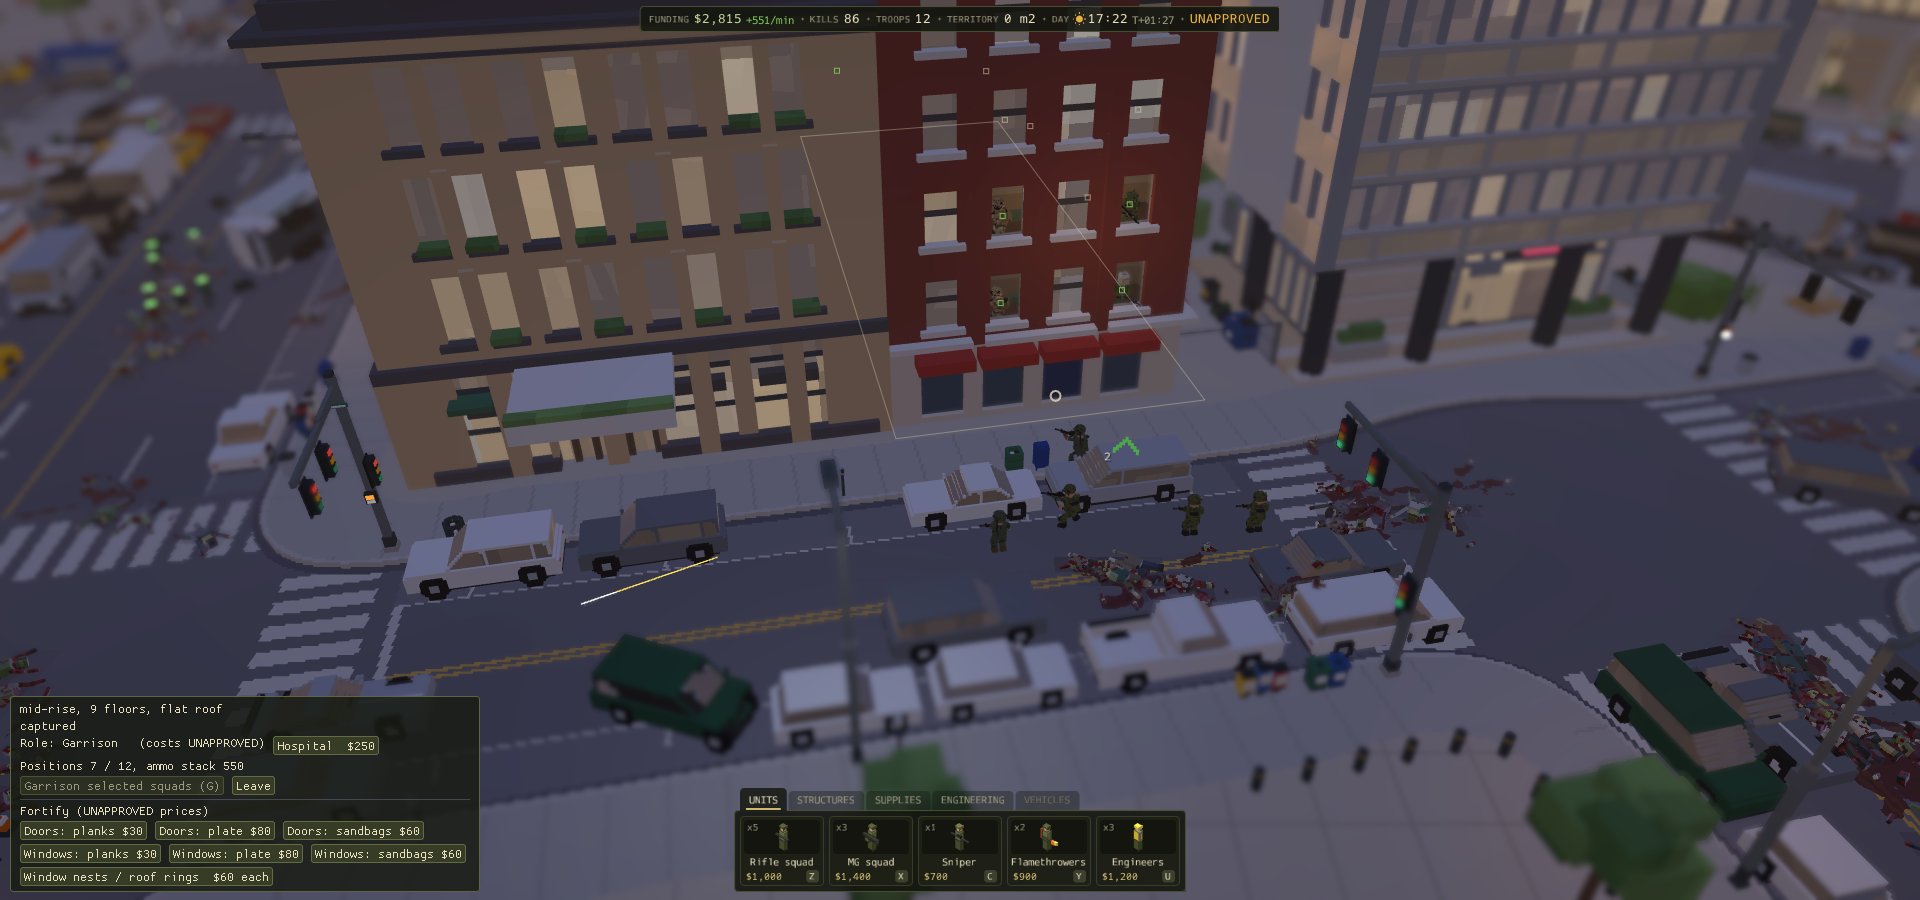 FUNDING $2,815 +551/min · KILLS 86 · TROOPS 12 · TERRITORY 0 m2 · DAY 17:22 T+01:27 · UNAPPROVED
2
mid-rise, 9 floors, flat roof
captured
Role: Garrison (costs UNAPPROVED) Hospital $250
Positions 7 / 12, ammo stack 550
Garrison selected squads (G) Leave
Fortify (UNAPPROVED prices)
Doors: planks $30 Doors: plate $80 Doors: sandbags $60
Windows: planks $30 Windows: plate $80 Windows: sandbags $60
Window nests / roof rings $60 each
UNITS STRUCTURES SUPPLIES ENGINEERING VEHICLES
x5 x3 x1 x2 x3
Rifle squad MG squad Sniper Flamethrowers Engineers
$1,000 Z $1,400 X $700 C $900 Y $1,200 U